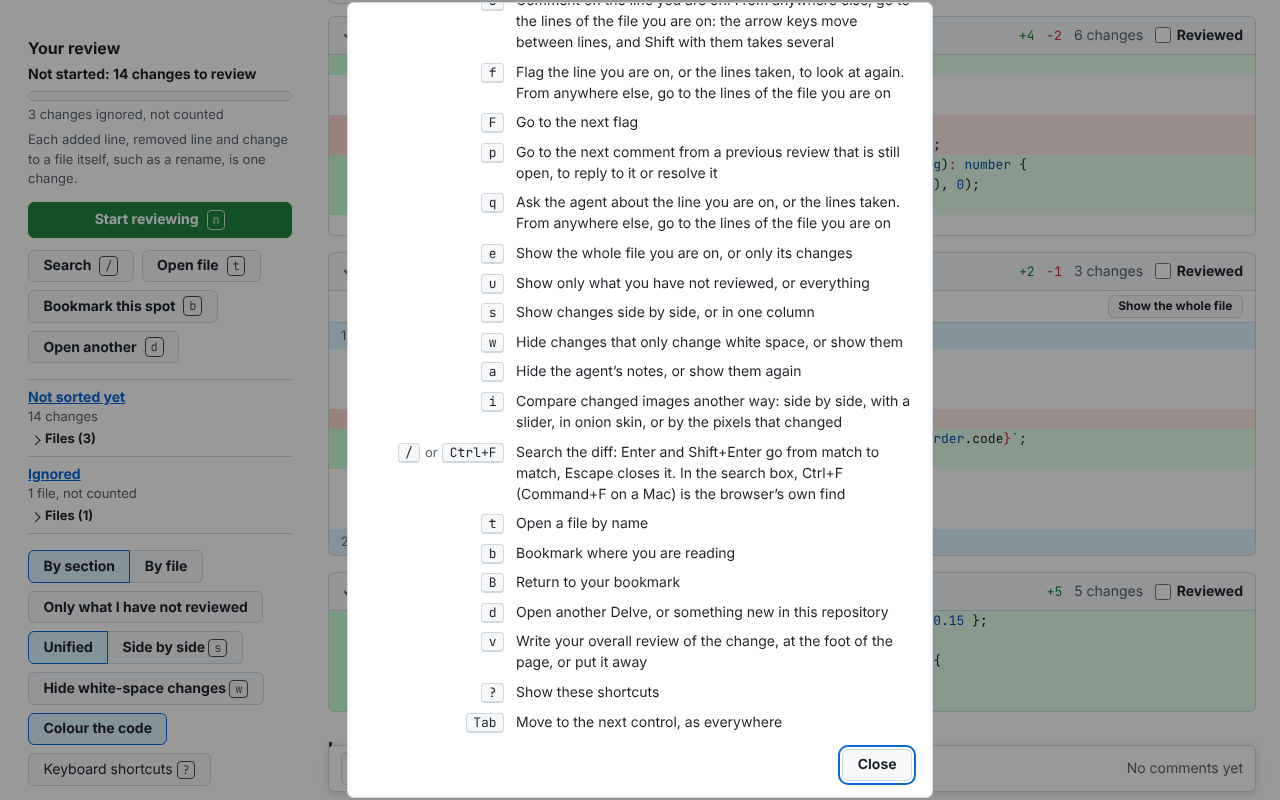 Your review
Not started: 14 changes to review
3 changes ignored, not counted
Each added line, removed line and change
to a file itself, such as a rename, is one
change.
Start reviewing n
Search /
Open file t
Bookmark this spot b
Open another d
Not sorted yet
14 changes
Files (3)
Ignored
1 file, not counted
Files (1)
By section
By file
Only what I have not reviewed
Unified
Side by side s
Hide white-space changes w
Colour the code
Keyboard shortcuts ?
the lines of the file you are on: the arrow keys move
between lines, and Shift with them takes several
f Flag the line you are on, or the lines taken, to look at again.
From anywhere else, go to the lines of the file you are on
F Go to the next flag
p Go to the next comment from a previous review that is still
open, to reply to it or resolve it
q Ask the agent about the line you are on, or the lines taken.
From anywhere else, go to the lines of the file you are on
e Show the whole file you are on, or only its changes
u Show only what you have not reviewed, or everything
s Show changes side by side, or in one column
w Hide changes that only change white space, or show them
a Hide the agent’s notes, or show them again
i Compare changed images another way: side by side, with a
slider, in onion skin, or by the pixels that changed
/ or Ctrl+F Search the diff: Enter and Shift+Enter go from match to
match, Escape closes it. In the search box, Ctrl+F
(Command+F on a Mac) is the browser’s own find
t Open a file by name
b Bookmark where you are reading
B Return to your bookmark
d Open another Delve, or something new in this repository
v Write your overall review of the change, at the foot of the
page, or put it away
? Show these shortcuts
Tab Move to the next control, as everywhere
Close
+4 -2 6 changes Reviewed
;
g): number {
), 0);
+2 -1 3 changes Reviewed
Show the whole file
1
rder.code}`;
2
+5 5 changes Reviewed
0.15 };
{
No comments yet